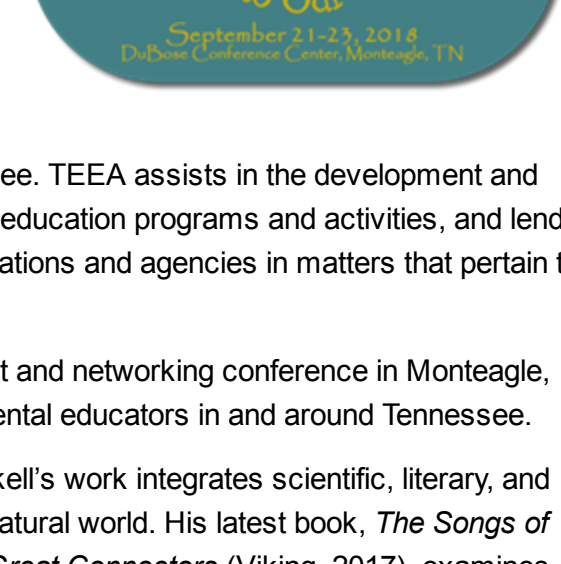 to Out
September 21-23, 2018
DuBose Conference Center, Monteagle, TN
ee. TEEA assists in the development and
education programs and activities, and lend
ations and agencies in matters that pertain t
t and networking conference in Monteagle,
ental educators in and around Tennessee.
kell's work integrates scientific, literary, and
atural world. His latest book, The Songs of
Great Connectors (Viking, 2017), examines